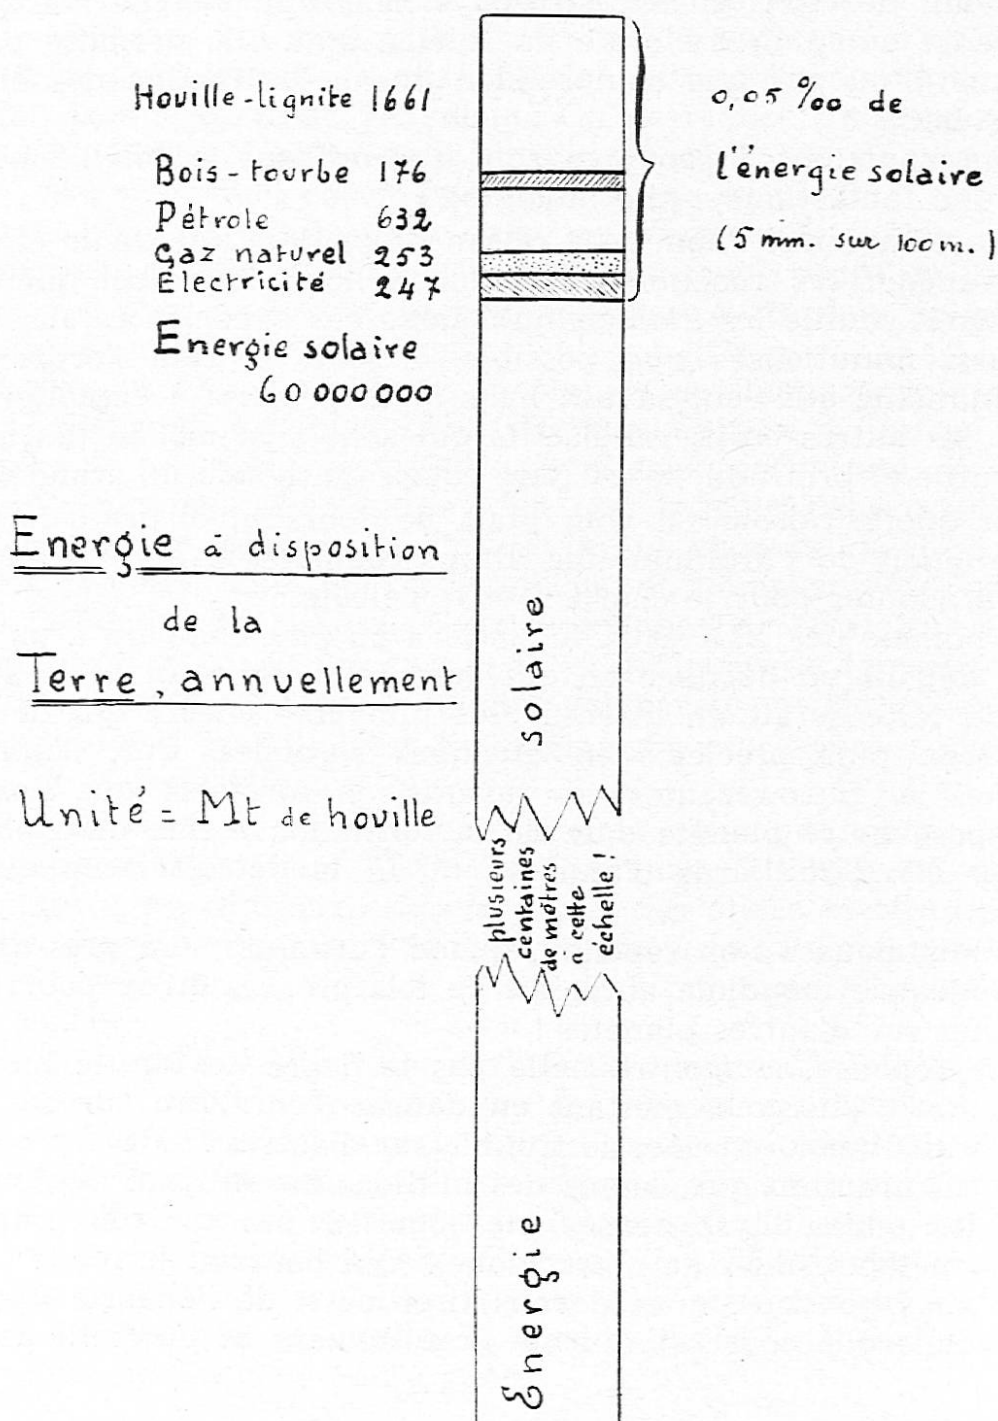 Houille-lignite 1661
Bois-tourbe 176
Pétrole 632
Gaz naturel 253
Electricité 247
Energie solaire
60 000 000
0,05 ‰ de
l'énergie solaire
(5 mm. sur 100 m.)
Energie à disposition
de la
Terre, annuellement
Unité = Mt de houille
solaire
plusieurs
centaines
de mètres
à cette
échelle!
Energie